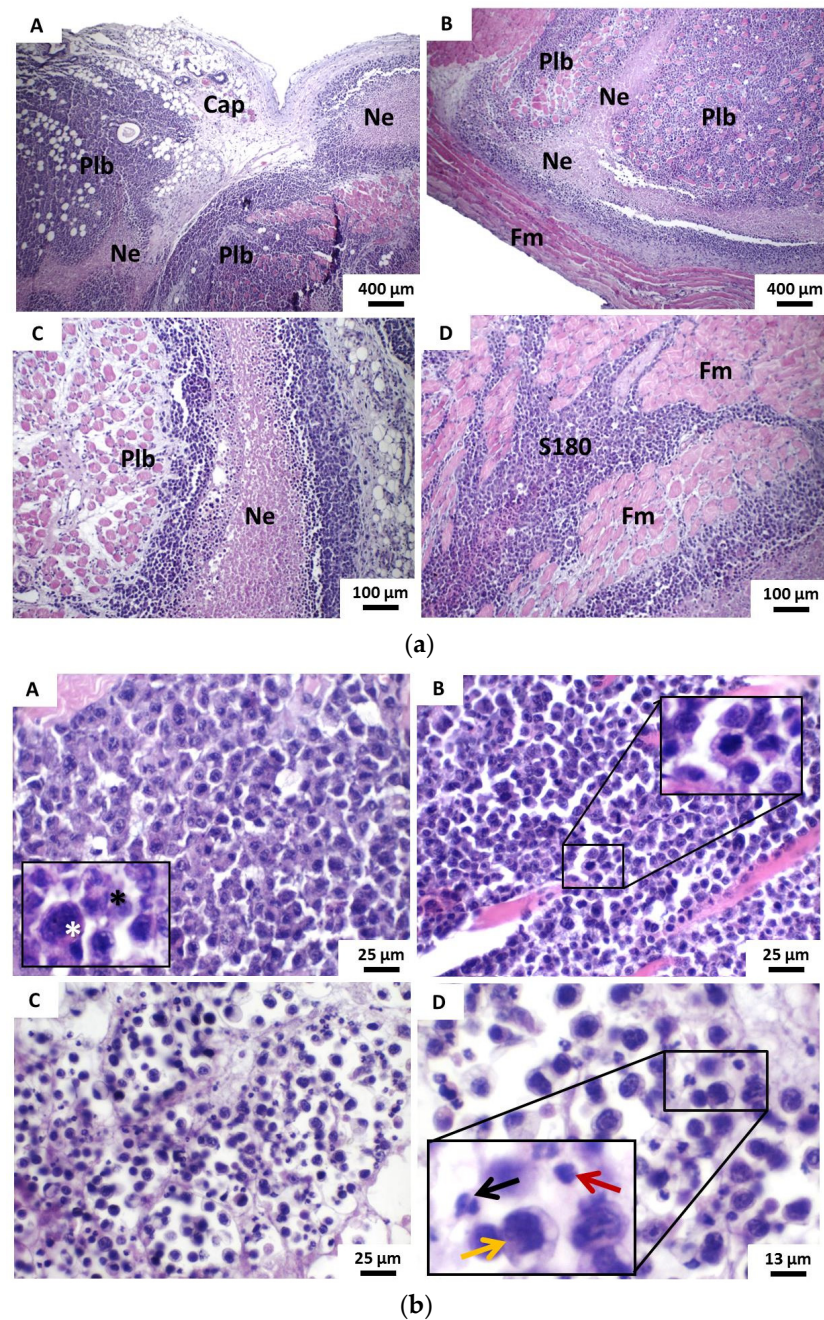 A
Cap
Ne
Plb
Ne
Plb
400 µm
B
Plb
Ne
Plb
Ne
Fm
400 µm
C
Plb
Ne
100 µm
D
Fm
S180
Fm
100 µm
(a)
A
*
*
25 µm
B
25 µm
C
25 µm
D
13 µm
(b)